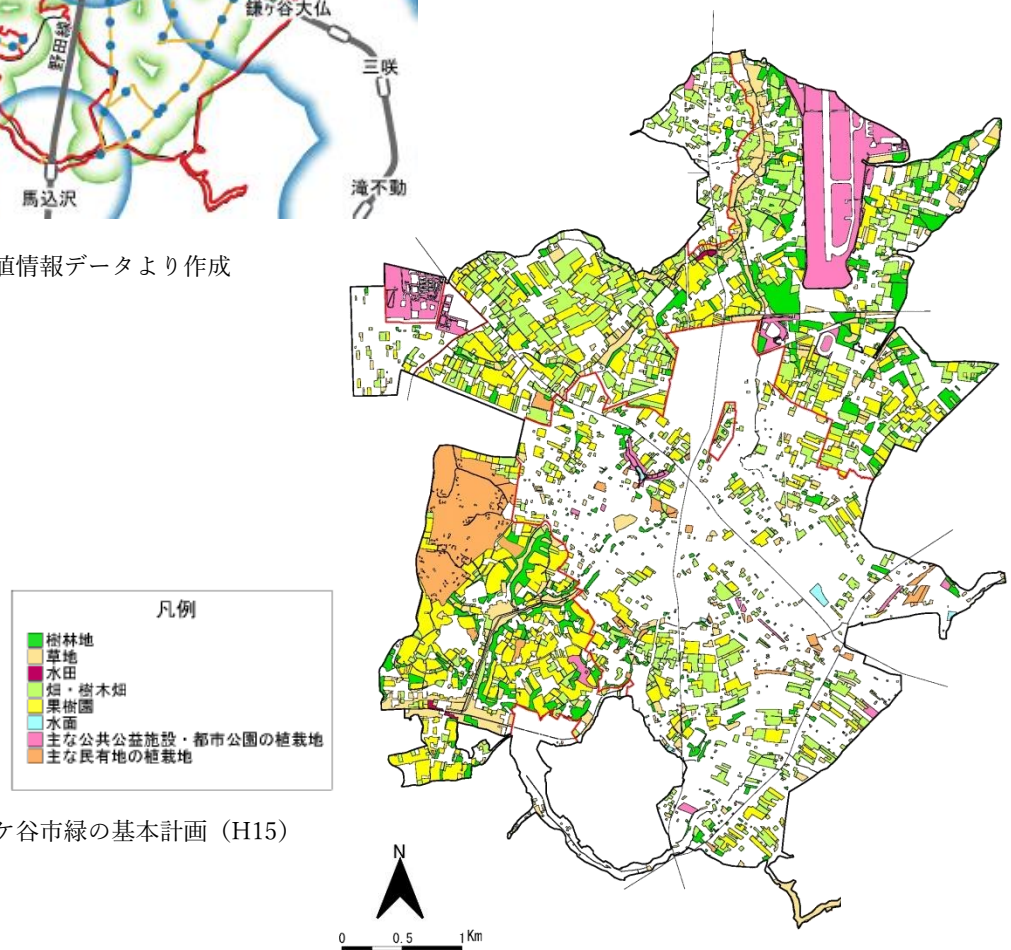 鎌ヶ谷大仏
野田線
三咲
滝不動
馬込沢
値情報データより作成
凡例
樹林地
草地
水田
畑・樹木畑
果樹園
水面
主な公共公益施設・都市公園の植栽地
主な民有地の植栽地
ケ谷市緑の基本計画（H15）
N
0 0.5 1Km